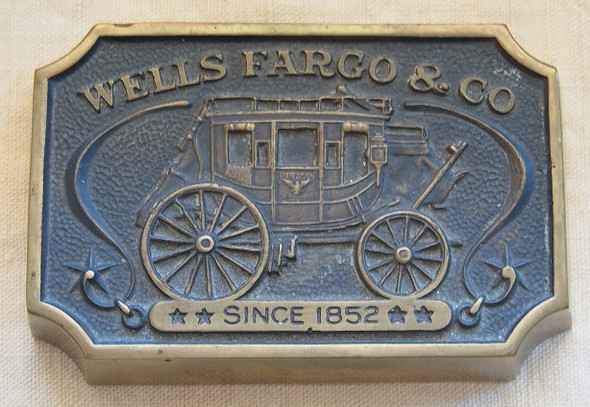 WELLS FARGO & CO
SINCE 1852